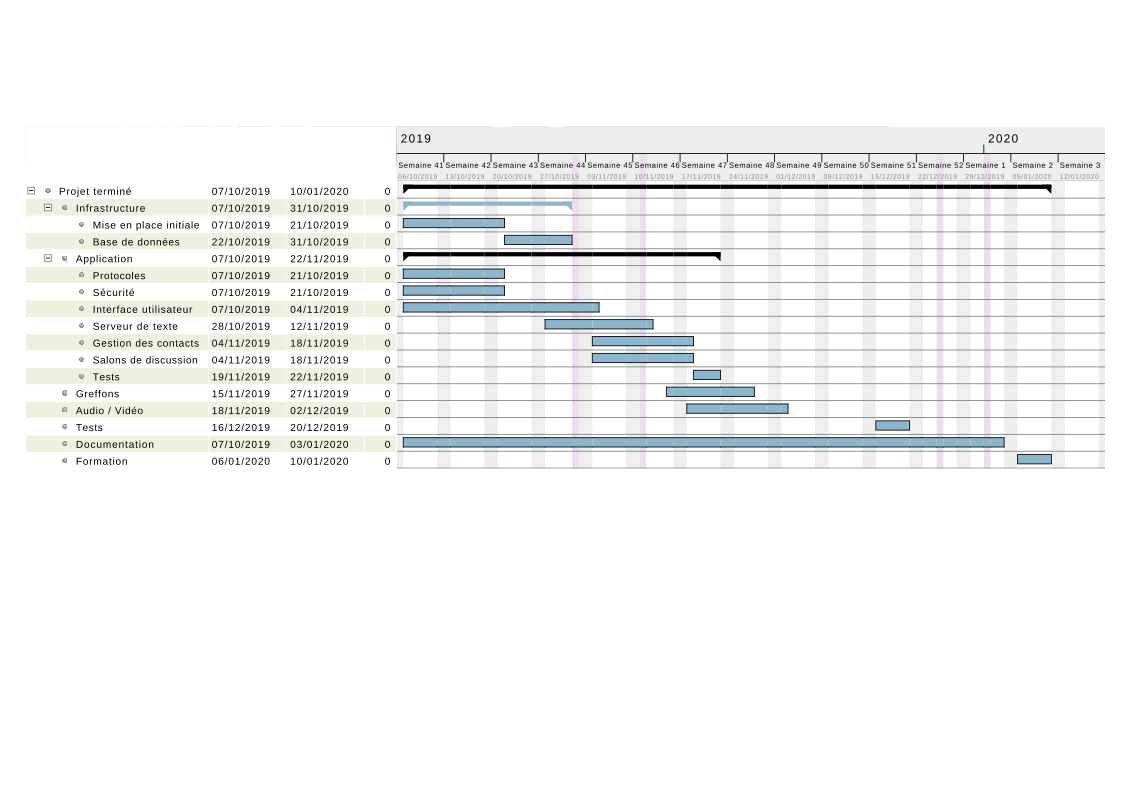 2019 2020
Semaine 41 Semaine 42 Semaine 43 Semaine 44 Semaine 45 Semaine 46 Semaine 47 Semaine 48 Semaine 49 Semaine 50 Semaine 51 Semaine 52 Semaine 1 Semaine 2 Semaine 3
06/10/2019 13/10/2019 20/10/2019 27/10/2019 03/11/2019 10/11/2019 17/11/2019 24/11/2019 01/12/2019 08/12/2019 15/12/2019 22/12/2019 29/12/2019 05/01/2020 12/01/2020
Projet terminé 07/10/2019 10/01/2020 0
Infrastructure 07/10/2019 31/10/2019 0
Mise en place initiale 07/10/2019 21/10/2019 0
Base de données 22/10/2019 31/10/2019 0
Application 07/10/2019 22/11/2019 0
Protocoles 07/10/2019 21/10/2019 0
Sécurité 07/10/2019 21/10/2019 0
Interface utilisateur 07/10/2019 04/11/2019 0
Serveur de texte 28/10/2019 12/11/2019 0
Gestion des contacts 04/11/2019 18/11/2019 0
Salons de discussion 04/11/2019 18/11/2019 0
Tests 19/11/2019 22/11/2019 0
Greffons 15/11/2019 27/11/2019 0
Audio / Vidéo 18/11/2019 02/12/2019 0
Tests 16/12/2019 20/12/2019 0
Documentation 07/10/2019 03/01/2020 0
Formation 06/01/2020 10/01/2020 0